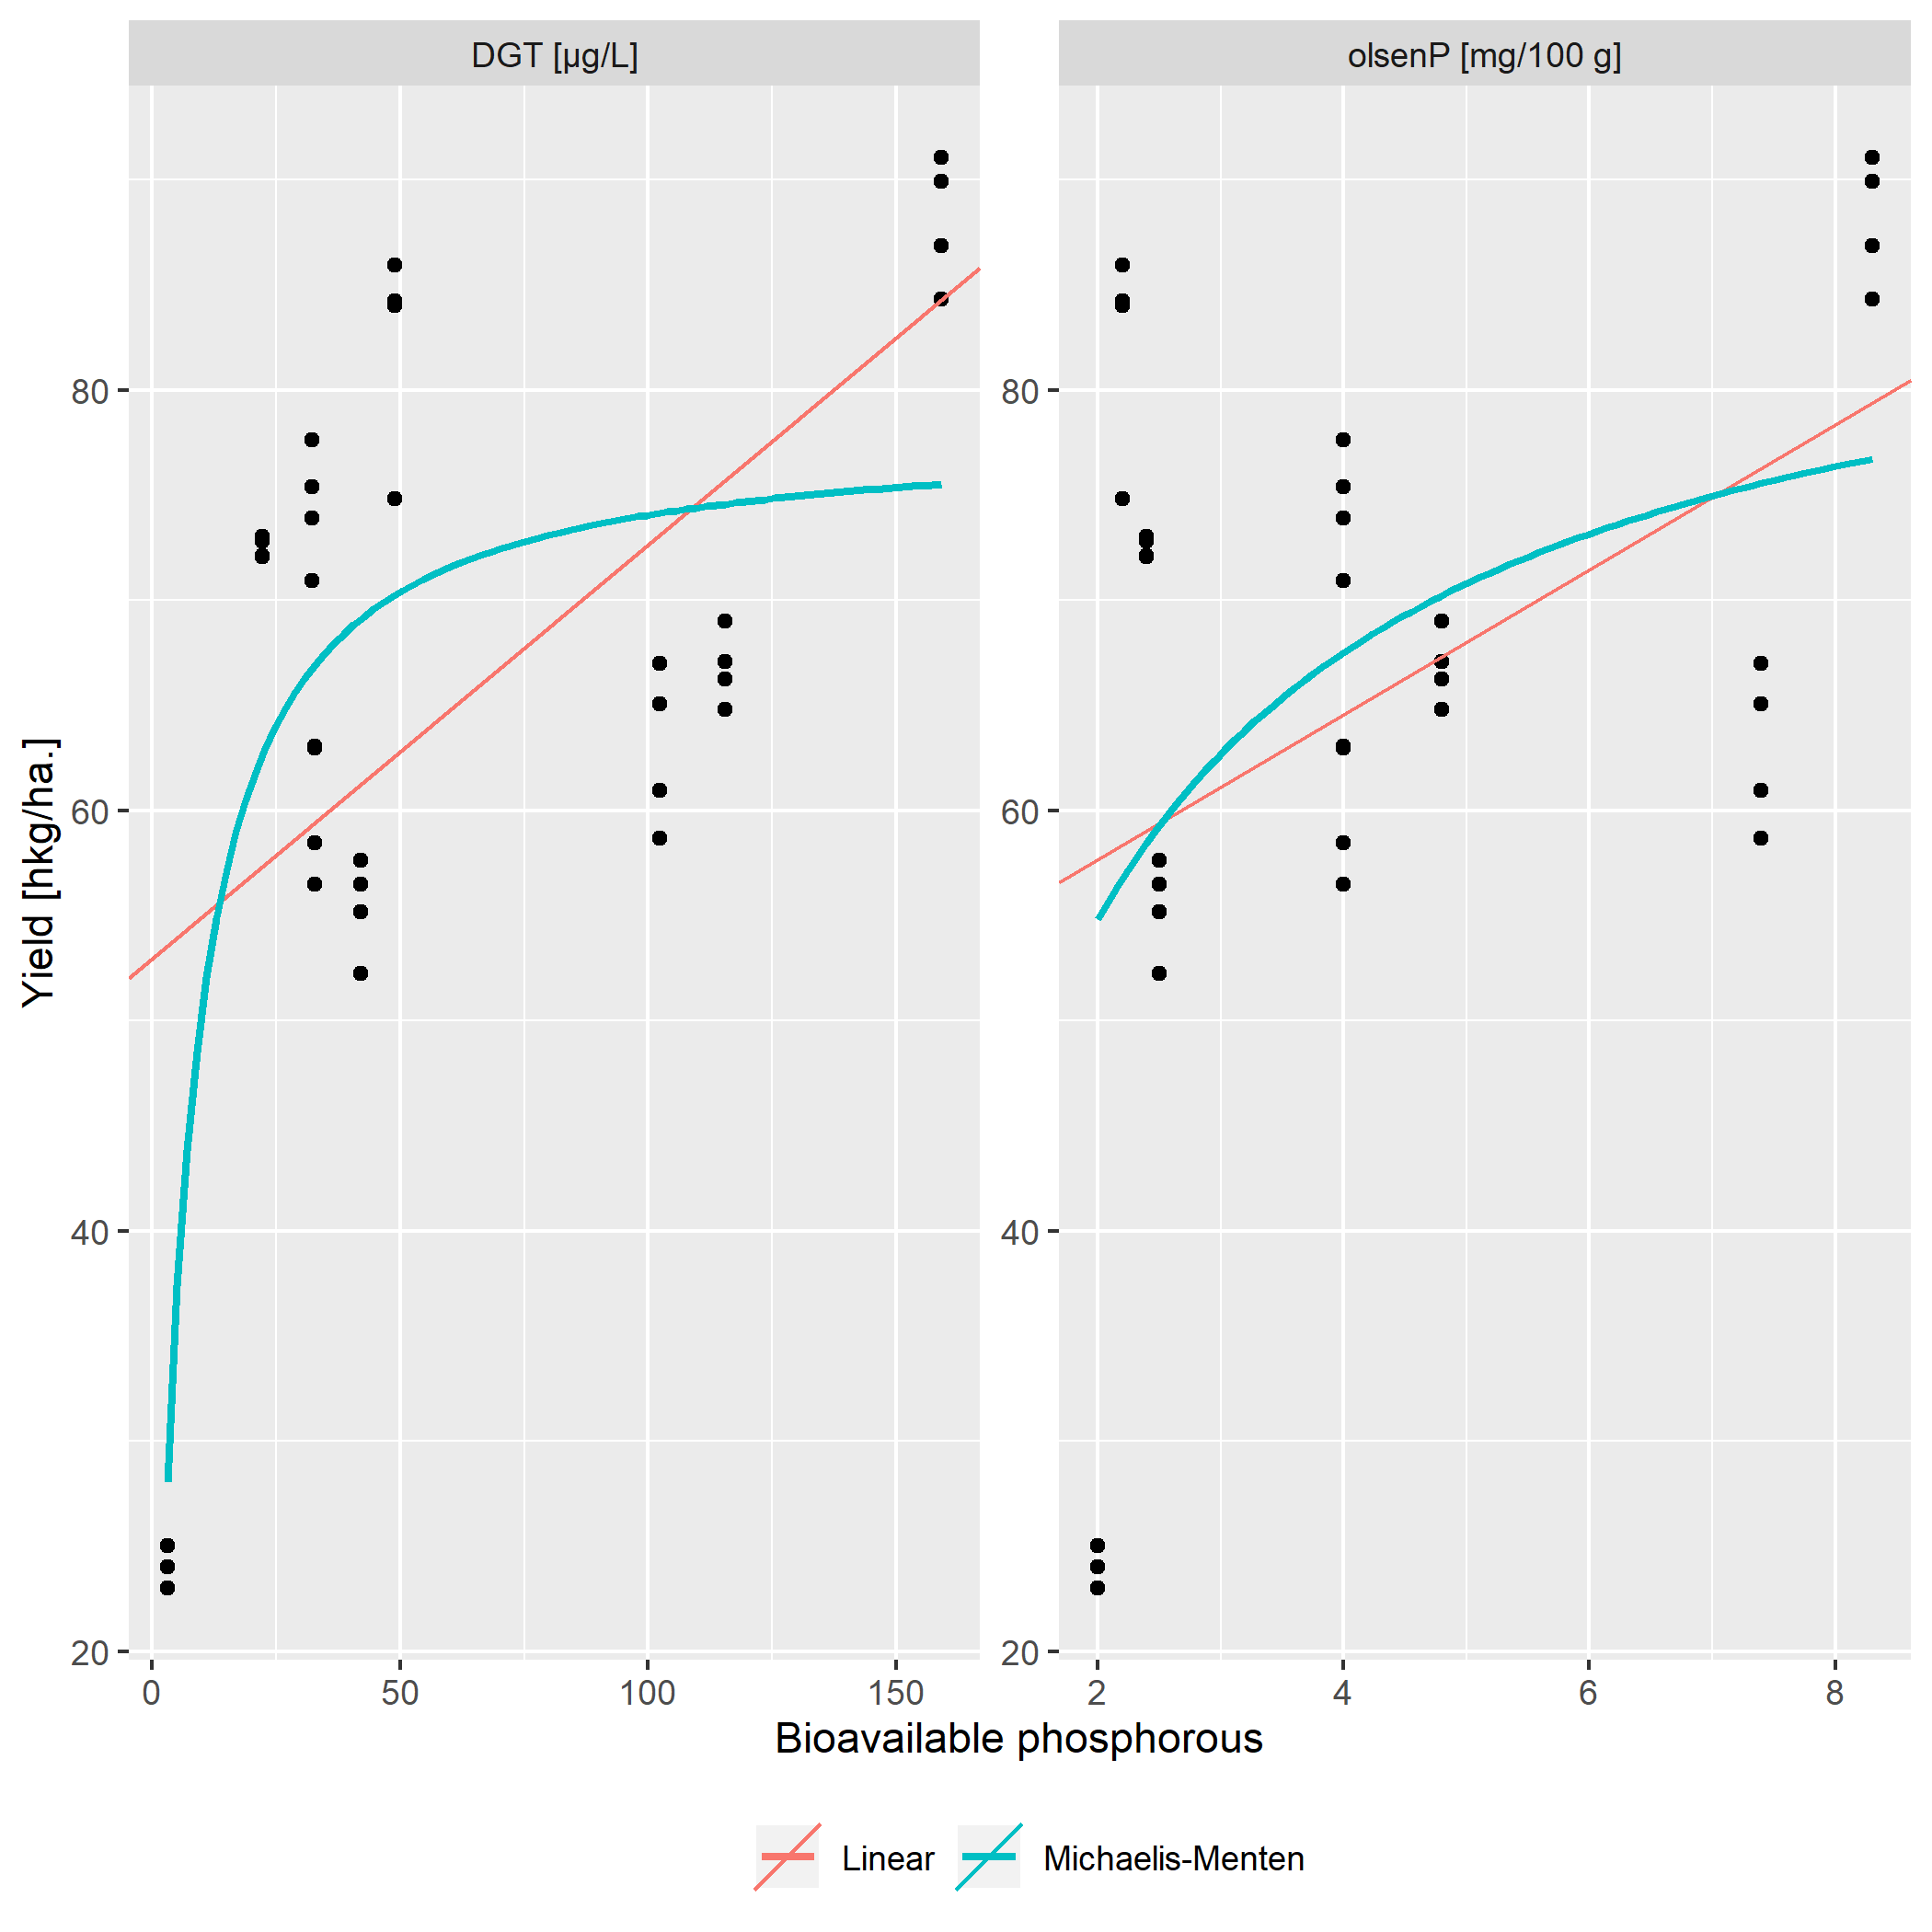 DGT [µg/L]
olsenP [mg/100 g]
Yield [hkg/ha.]
80
60
40
20
80
60
40
20
0 50 100 150
2 4 6 8
Bioavailable phosphorous
Linear
Michaelis-Menten